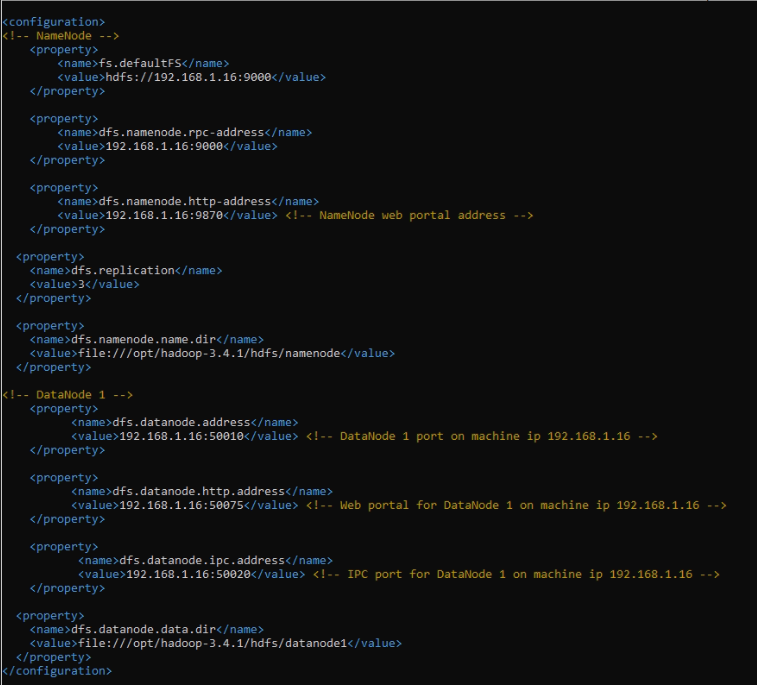 <configuration>
<!-- NameNode -->
    <property>
        <name>fs.defaultFS</name>
        <value>hdfs://192.168.1.16:9000</value>
    </property>

    <property>
        <name>dfs.namenode.rpc-address</name>
        <value>192.168.1.16:9000</value>
    </property>

    <property>
        <name>dfs.namenode.http-address</name>
        <value>192.168.1.16:9870</value> <!-- NameNode web portal address -->
    </property>

  <property>
    <name>dfs.replication</name>
    <value>3</value>
  </property>

  <property>
    <name>dfs.namenode.name.dir</name>
    <value>file:///opt/hadoop-3.4.1/hdfs/namenode</value>
  </property>

<!-- DataNode 1 -->
    <property>
          <name>dfs.datanode.address</name>
          <value>192.168.1.16:50010</value> <!-- DataNode 1 port on machine ip 192.168.1.16 -->
    </property>

    <property>
          <name>dfs.datanode.http.address</name>
          <value>192.168.1.16:50075</value> <!-- Web portal for DataNode 1 on machine ip 192.168.1.16 -->
    </property>

    <property>
           <name>dfs.datanode.ipc.address</name>
           <value>192.168.1.16:50020</value> <!-- IPC port for DataNode 1 on machine ip 192.168.1.16 -->
    </property>

  <property>
    <name>dfs.datanode.data.dir</name>
    <value>file:///opt/hadoop-3.4.1/hdfs/datanode1</value>
  </property>
</configuration>